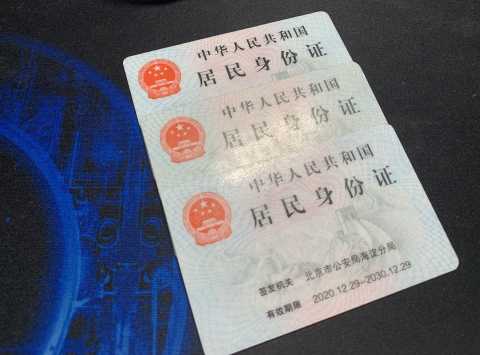 中华人民共和国
居民身份证
中华人民共和国
居民身份证
中华人民共和国
居民身份证
签发机关 北京市公安局海淀分局
有效期限 2020.12.29-2030.12.29